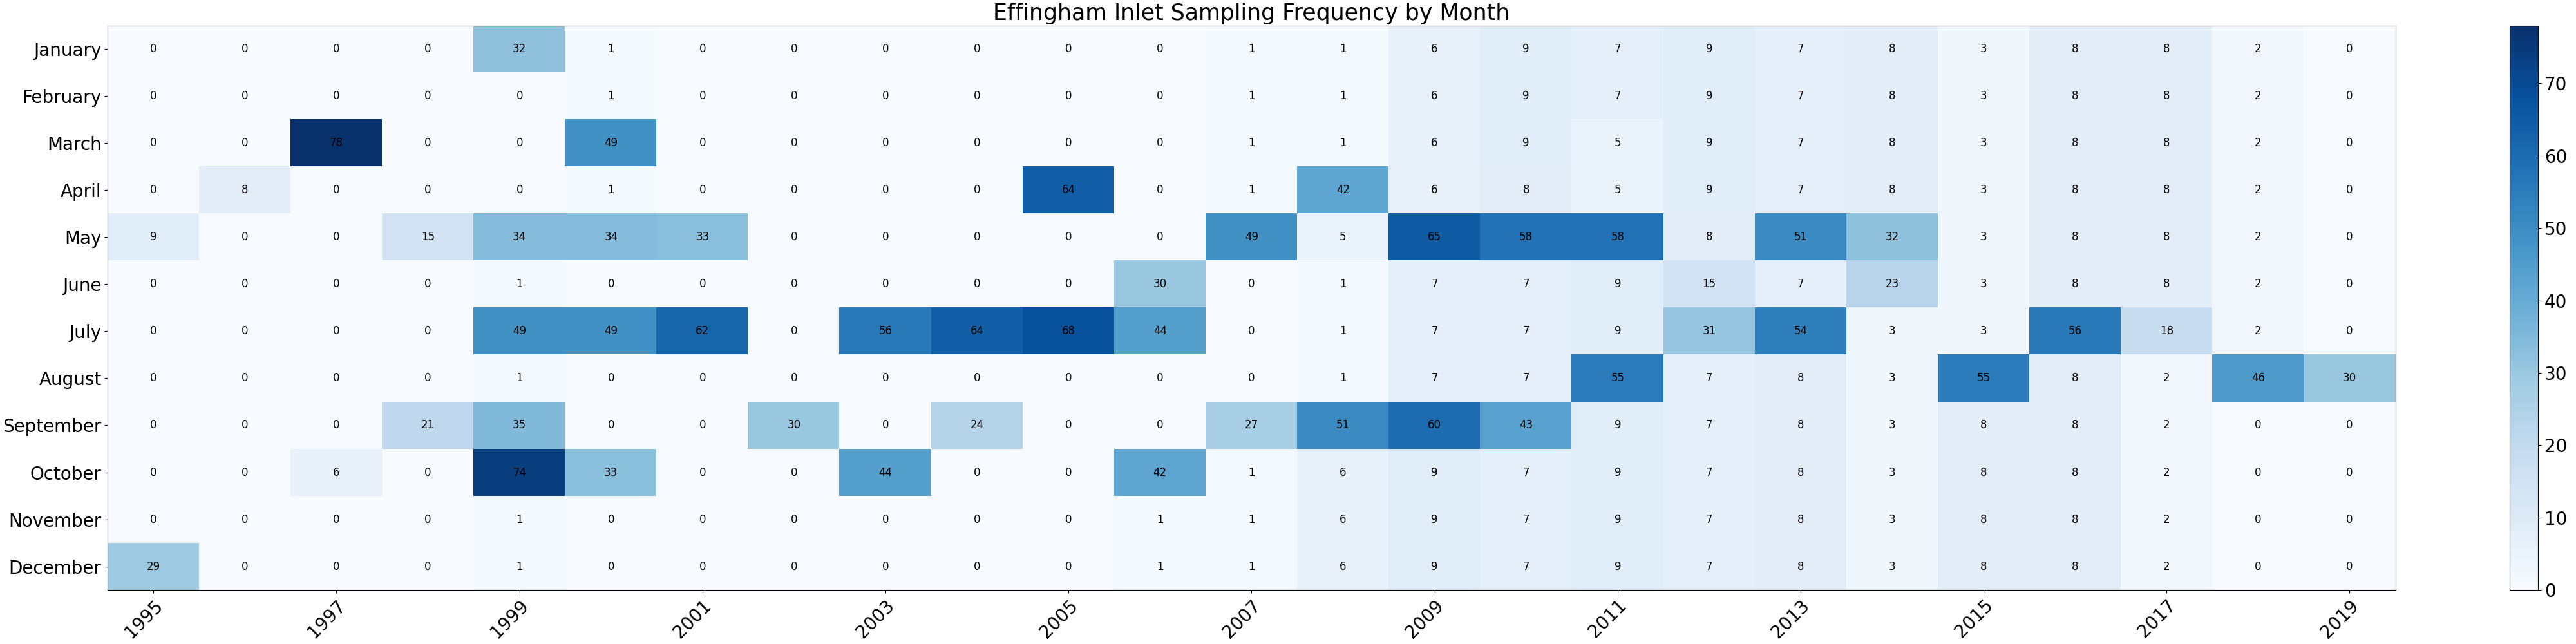 Effingham Inlet Sampling Frequency by Month
January 0 0 0 0 32 1 0 0 0 0 0 0 1 1 6 9 7 9 7 8 3 8 8 2 0
February 0 0 0 0 0 1 0 0 0 0 0 0 1 1 6 9 7 9 7 8 3 8 8 2 0
March 0 0 78 0 0 49 0 0 0 0 0 0 1 1 6 9 5 9 7 8 3 8 8 2 0
April 0 8 0 0 0 1 0 0 0 0 64 0 1 42 6 8 5 9 7 8 3 8 8 2 0
May 9 0 0 15 34 34 33 0 0 0 0 0 49 5 65 58 58 8 51 32 3 8 8 2 0
June 0 0 0 0 1 0 0 0 0 0 0 30 0 1 7 7 9 15 7 23 3 8 8 2 0
July 0 0 0 0 49 49 62 0 56 64 68 44 0 1 7 7 9 31 54 3 3 56 18 2 0
August 0 0 0 0 1 0 0 0 0 0 0 0 0 1 7 7 55 7 8 3 55 8 2 46 30
September 0 0 0 21 35 0 0 30 0 24 0 0 27 51 60 43 9 7 8 3 8 8 2 0 0
October 0 0 6 0 74 33 0 0 44 0 0 42 1 6 9 7 9 7 8 3 8 8 2 0 0
November 0 0 0 0 1 0 0 0 0 0 0 1 1 6 9 7 9 7 8 3 8 8 2 0 0
December 29 0 0 0 1 0 0 0 0 0 0 1 1 6 9 7 9 7 8 3 8 8 2 0 0
1995 1997 1999 2001 2003 2005 2007 2009 2011 2013 2015 2017 2019
70
60
50
40
30
20
10
0